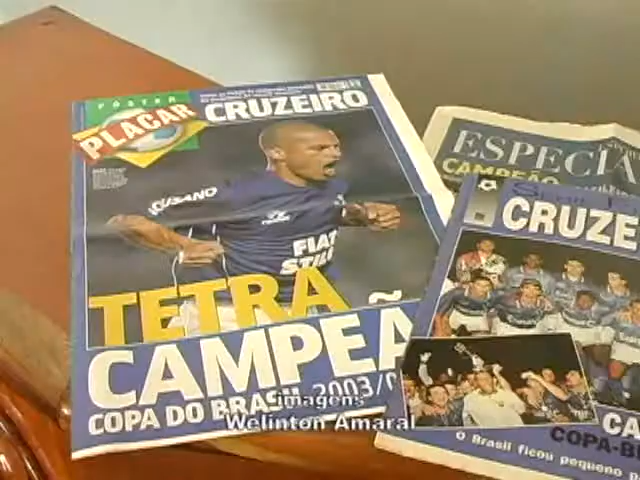 PÔSTER
PLACAR
CRUZEIRO
CUSANO
FIAT
STILO
TETRA
CAMPEÃ
COPA DO BRASIL 2003/
imagens
Welinton Amaral
ESPECIA
CAMPEÃO
CRUZE
CA
COPA-B
O Brasil ficou pequeno p